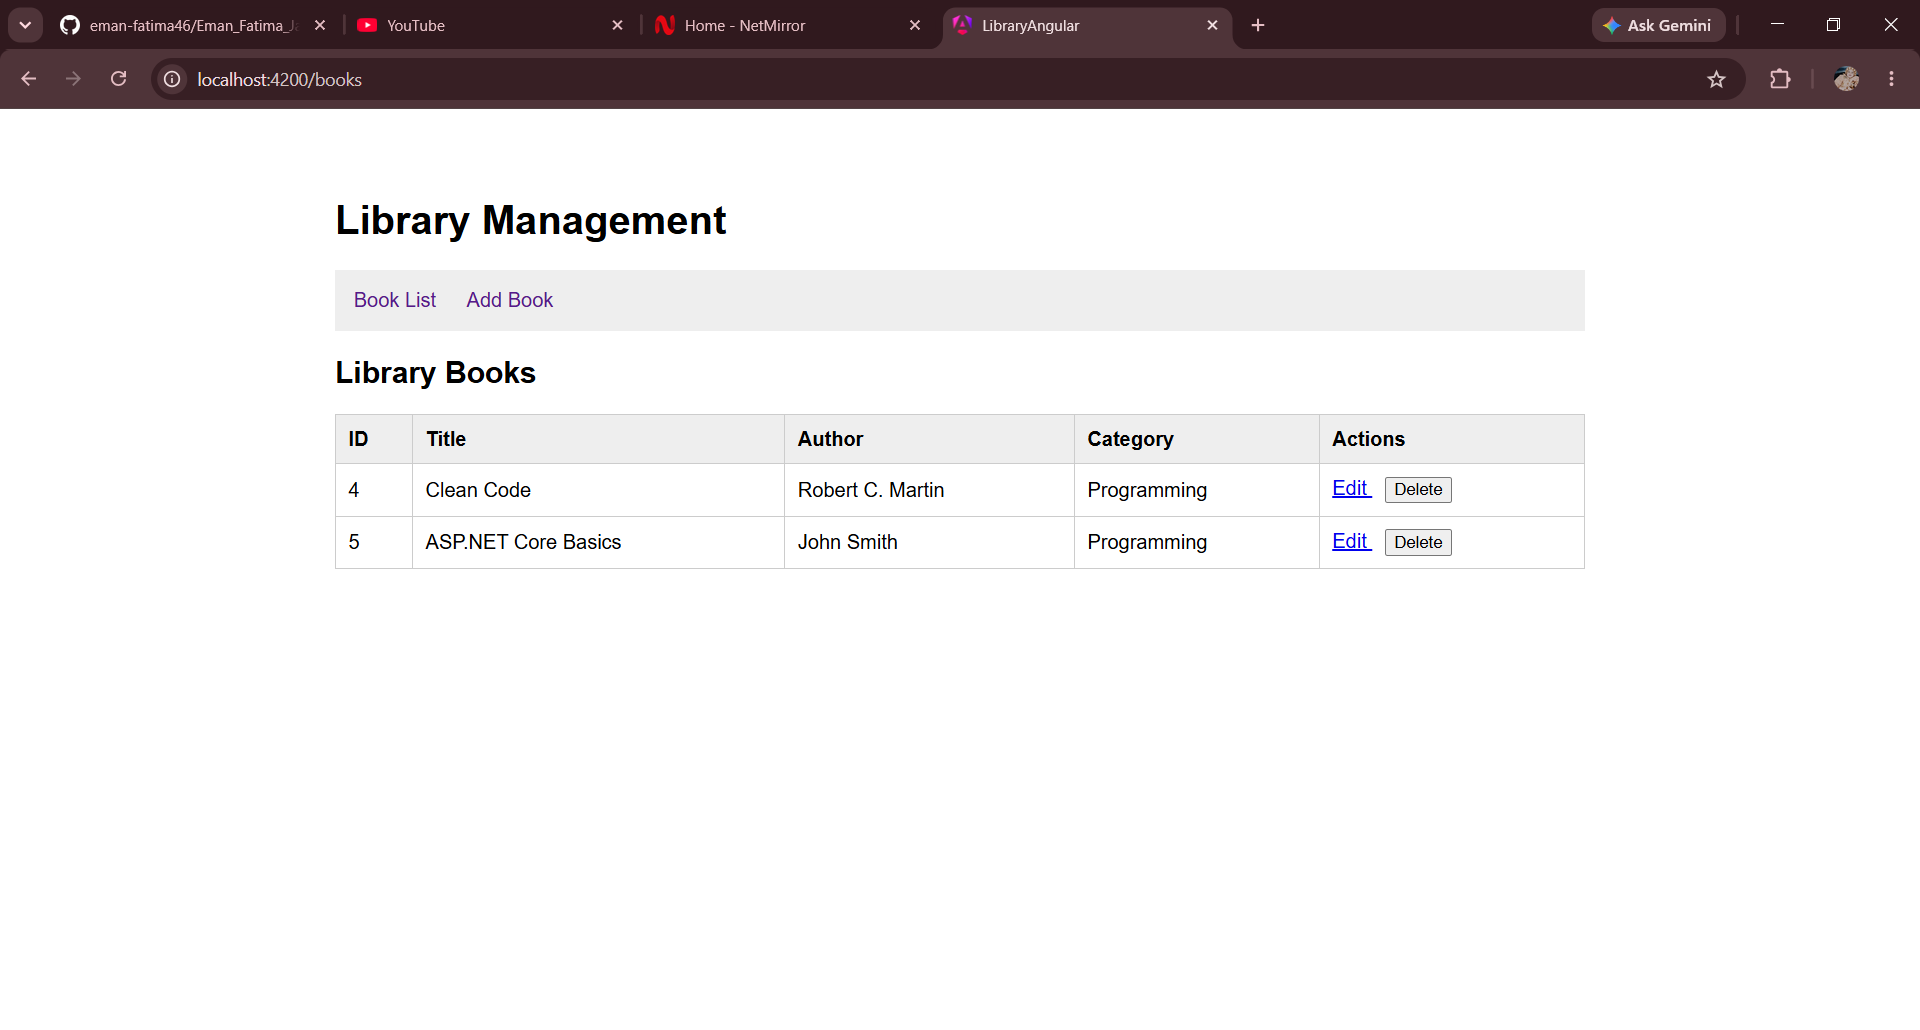 eman-fatima46/Eman_Fatima_Ja
YouTube
Home - NetMirror
LibraryAngular
Ask Gemini
localhost:4200/books
Library Management
Book List Add Book
Library Books
ID Title Author Category Actions
4 Clean Code Robert C. Martin Programming Edit Delete
5 ASP.NET Core Basics John Smith Programming Edit Delete